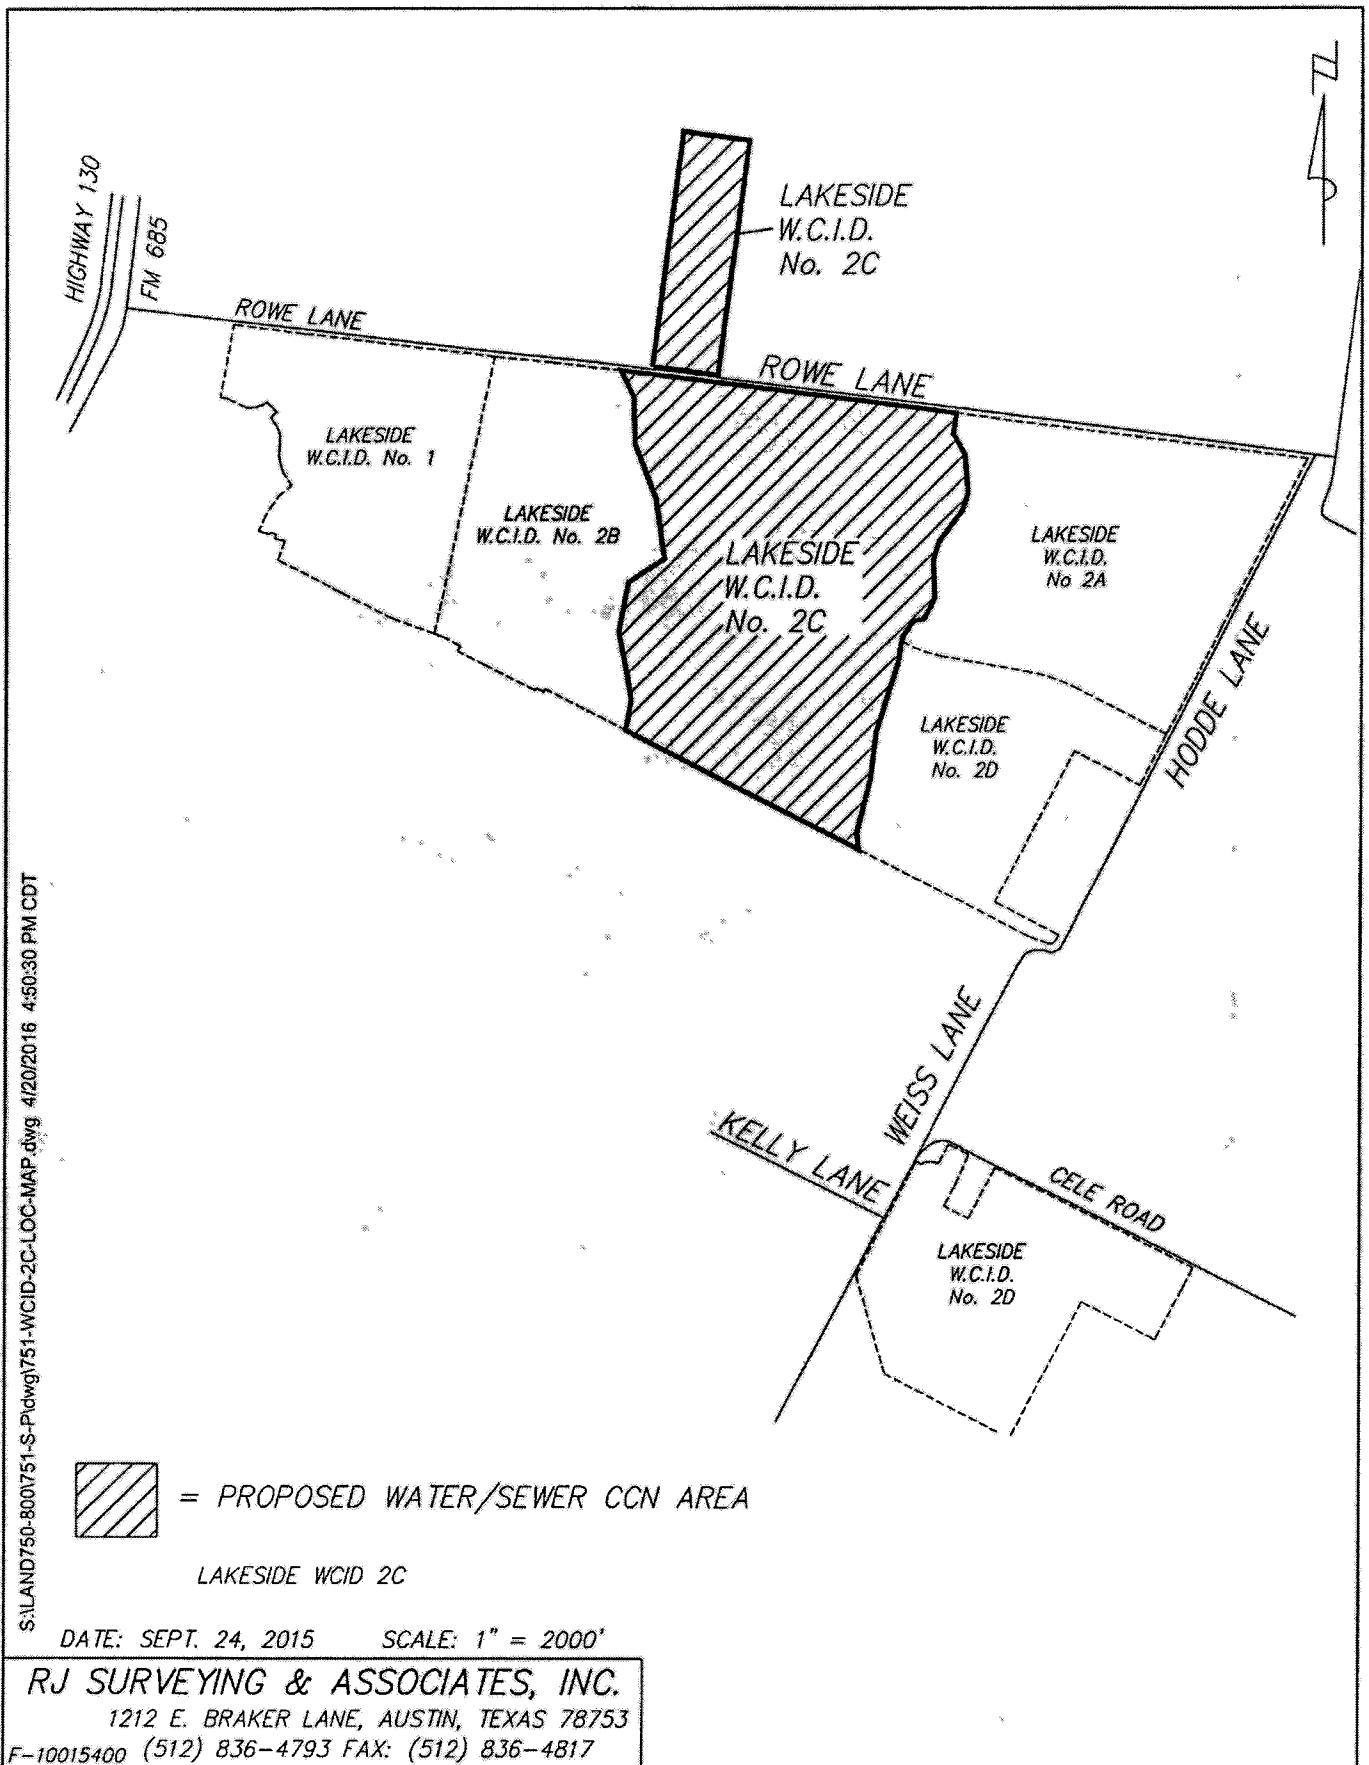 N
HIGHWAY 130
FM 685
LAKESIDE
W.C.I.D.
No. 2C
ROWE LANE
ROWE LANE
LAKESIDE
W.C.I.D. No. 1
LAKESIDE
W.C.I.D. No. 2B
LAKESIDE
W.C.I.D.
No. 2C
LAKESIDE
W.C.I.D.
No 2A
HODDE LANE
LAKESIDE
W.C.I.D.
No. 2D
WEISS LANE
KELLY LANE
CELE ROAD
LAKESIDE
W.C.I.D.
No. 2D
S:\LAND750-800\751-S-P\dwg\751-WCID-2C-LOC-MAP.dwg 4/20/2016 4:50:30 PM CDT
= PROPOSED WATER/SEWER CCN AREA
LAKESIDE WCID 2C
DATE: SEPT. 24, 2015 SCALE: 1" = 2000'
RJ SURVEYING & ASSOCIATES, INC.
1212 E. BRAKER LANE, AUSTIN, TEXAS 78753
F-10015400 (512) 836-4793 FAX: (512) 836-4817